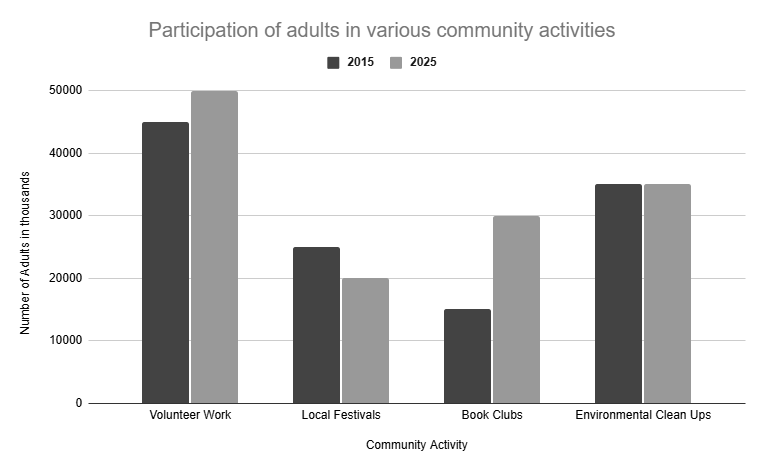 Participation of adults in various community activities
2015 2025
Number of Adults in thousands
50000
40000
30000
20000
10000
0
Volunteer Work Local Festivals Book Clubs Environmental Clean Ups
Community Activity